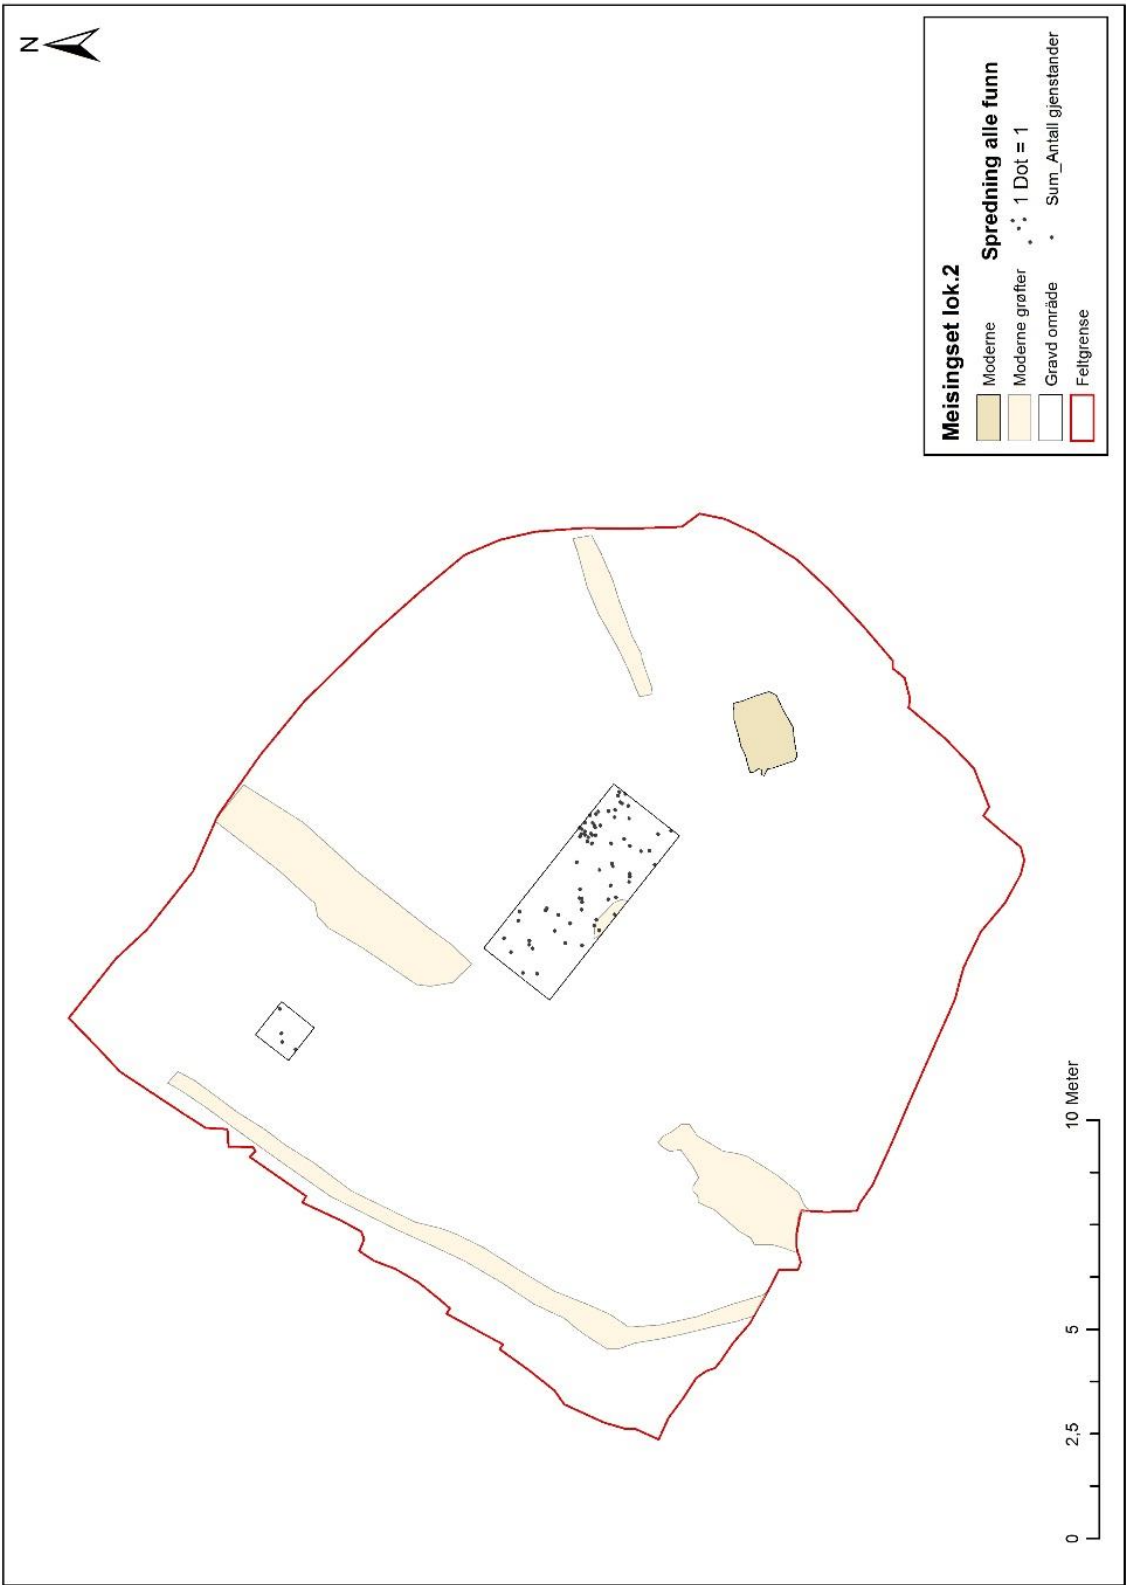 N
Meisingset lok.2
Moderne
Moderne grøfter
Gravd område
Feltgrense
Spredning alle funn
1 Dot = 1
Sum_Antall gjenstander
0 2,5 5 10 Meter